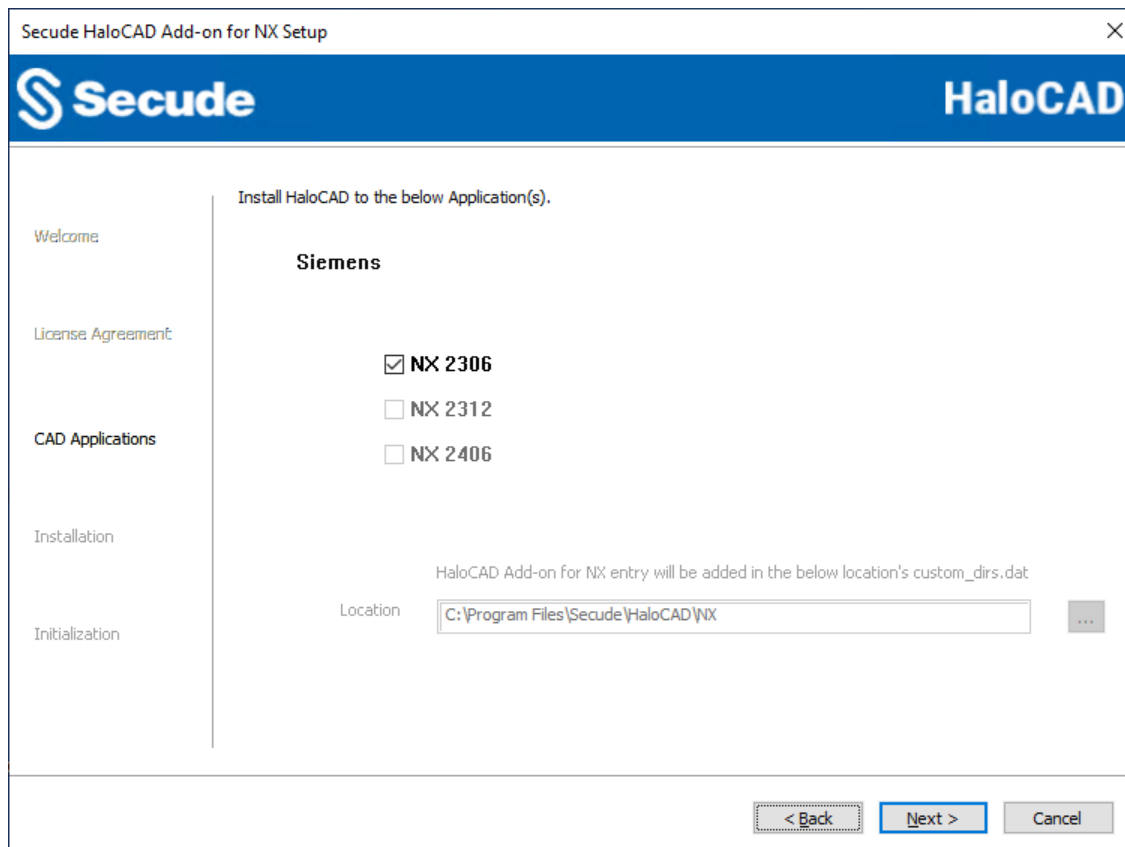 Secude HaloCAD Add-on for NX Setup
Secude
HaloCAD
Install HaloCAD to the below Application(s).
Welcome
Siemens
License Agreement
NX 2306
NX 2312
CAD Applications
NX 2406
Installation
HaloCAD Add-on for NX entry will be added in the below location's custom_dirs.dat
Location
C:\Program Files\Secude\HaloCAD\NX
...
Initialization
< Back
Next >
Cancel